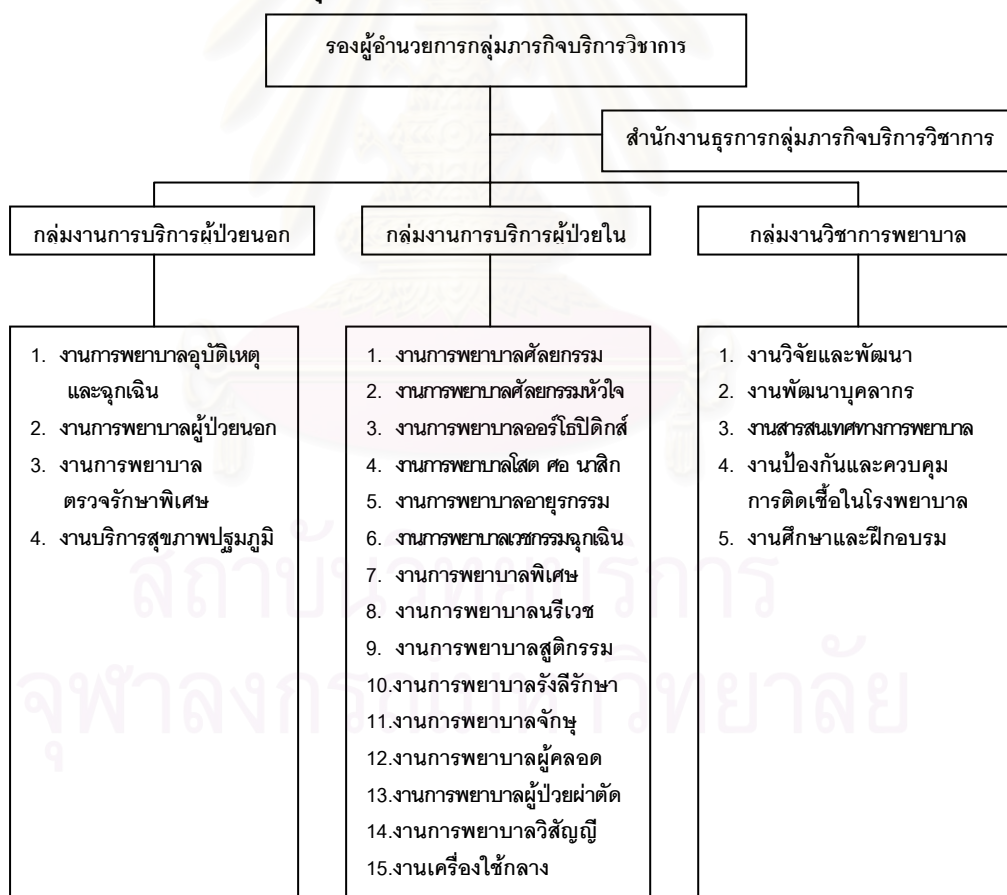 รองผู้อำนวยการกลุ่มภารกิจบริการวิชาการ
สำนักงานธุรการกลุ่มภารกิจบริการวิชาการ
กลุ่มงานการบริการผู้ป่วยนอก
กลุ่มงานการบริการผู้ป่วยใน
กลุ่มงานวิชาการพยาบาล
1. งานการพยาบาลอุบัติเหตุ
และฉุกเฉิน
2. งานการพยาบาลผู้ป่วยนอก
3. งานการพยาบาล
ตรวจรักษาพิเศษ
4. งานบริการสุขภาพปฐมภูมิ
1. งานการพยาบาลศัลยกรรม
2. งานการพยาบาลศัลยกรรมหัวใจ
3. งานการพยาบาลออร์โธปิดิกส์
4. งานการพยาบาลโสต ศอ นาสิก
5. งานการพยาบาลอายุรกรรม
6. งานการพยาบาลเวชกรรมฉุกเฉิน
7. งานการพยาบาลพิเศษ
8. งานการพยาบาลนรีเวช
9. งานการพยาบาลสูติกรรม
10.งานการพยาบาลรังสีรักษา
11.งานการพยาบาลจักษุ
12.งานการพยาบาลผู้คลอด
13.งานการพยาบาลผู้ป่วยผ่าตัด
14.งานการพยาบาลวิสัญญี
15.งานเครื่องใช้กลาง
1. งานวิจัยและพัฒนา
2. งานพัฒนาบุคลากร
3. งานสารสนเทศทางการพยาบาล
4. งานป้องกันและควบคุม
การติดเชื้อในโรงพยาบาล
5. งานศึกษาและฝึกอบรม
สถาบันวิทยบริการ
จุฬาลงกรณ์มหาวิทยาลัย